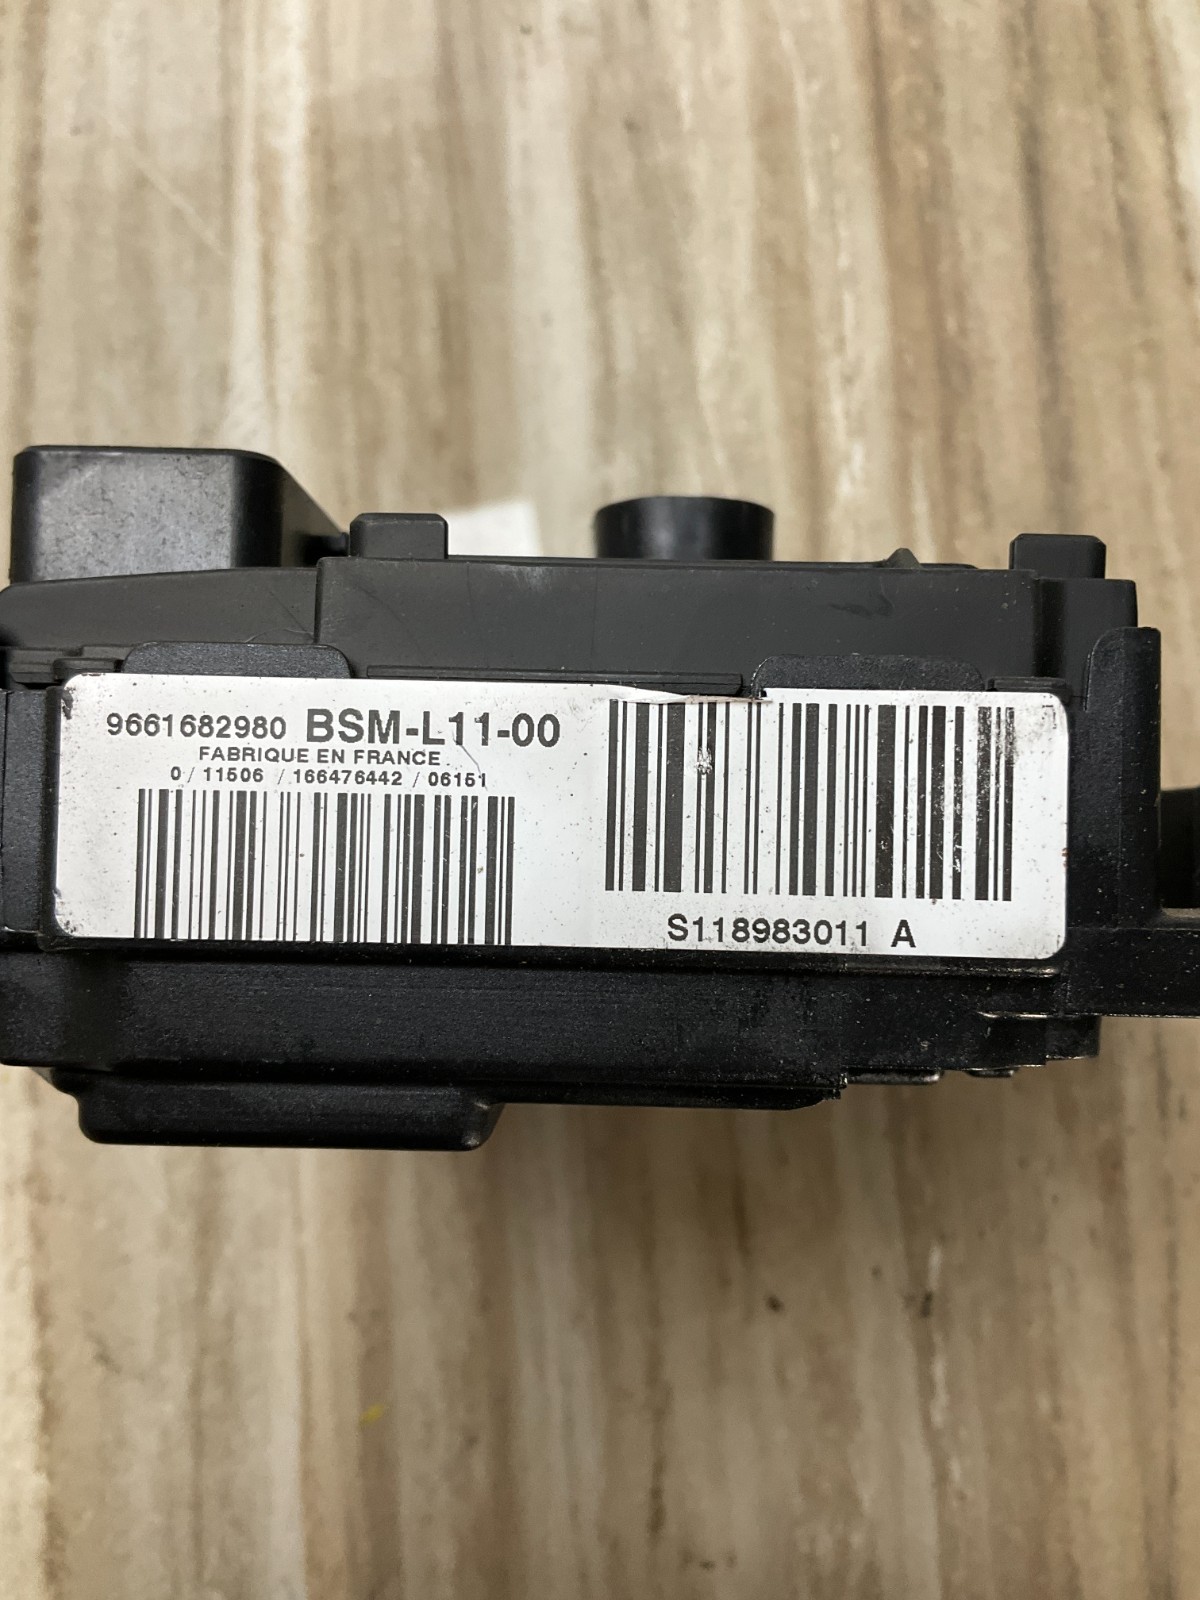 9661682980 BSM-L11-00
FABRIQUE EN FRANCE
0 / 11506 / 166476442 / 06151
S118983011 A